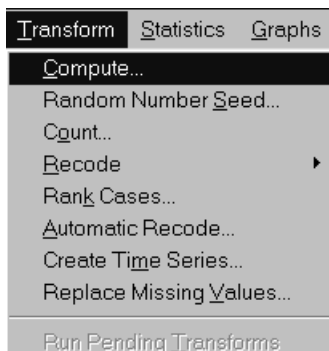 Transform Statistics Graphs
Compute...
Random Number Seed...
Count...
Recode
Rank Cases...
Automatic Recode...
Create Time Series...
Replace Missing Values...
Run Pending Transforms